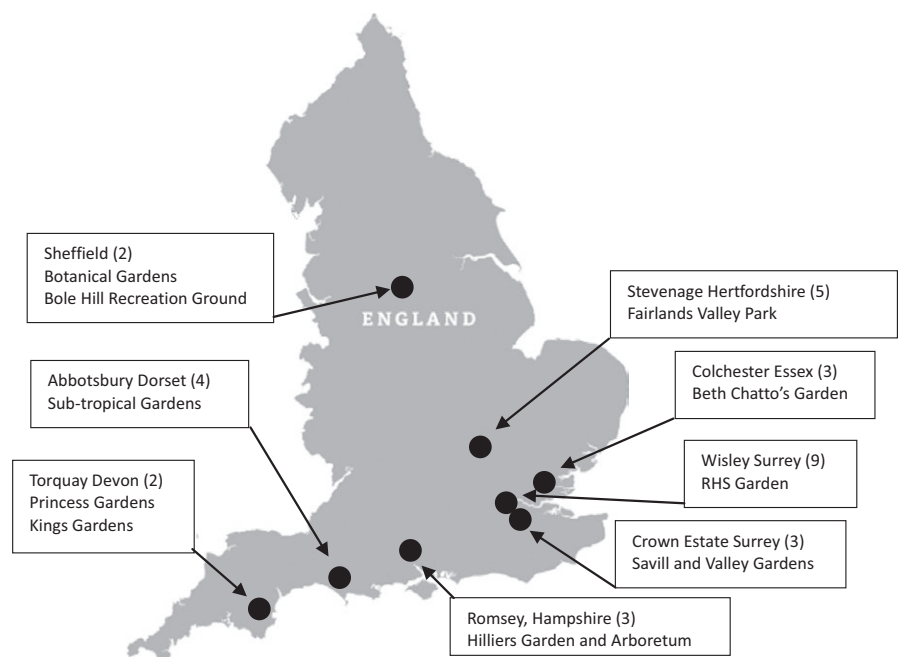 Sheffield (2)
Botanical Gardens
Bole Hill Recreation Ground
ENGLAND
Stevenage Hertfordshire (5)
Fairlands Valley Park
Abbotsbury Dorset (4)
Sub-tropical Gardens
Colchester Essex (3)
Beth Chatto’s Garden
Wisley Surrey (9)
RHS Garden
Torquay Devon (2)
Princess Gardens
Kings Gardens
Crown Estate Surrey (3)
Savill and Valley Gardens
Romsey, Hampshire (3)
Hilliers Garden and Arboretum